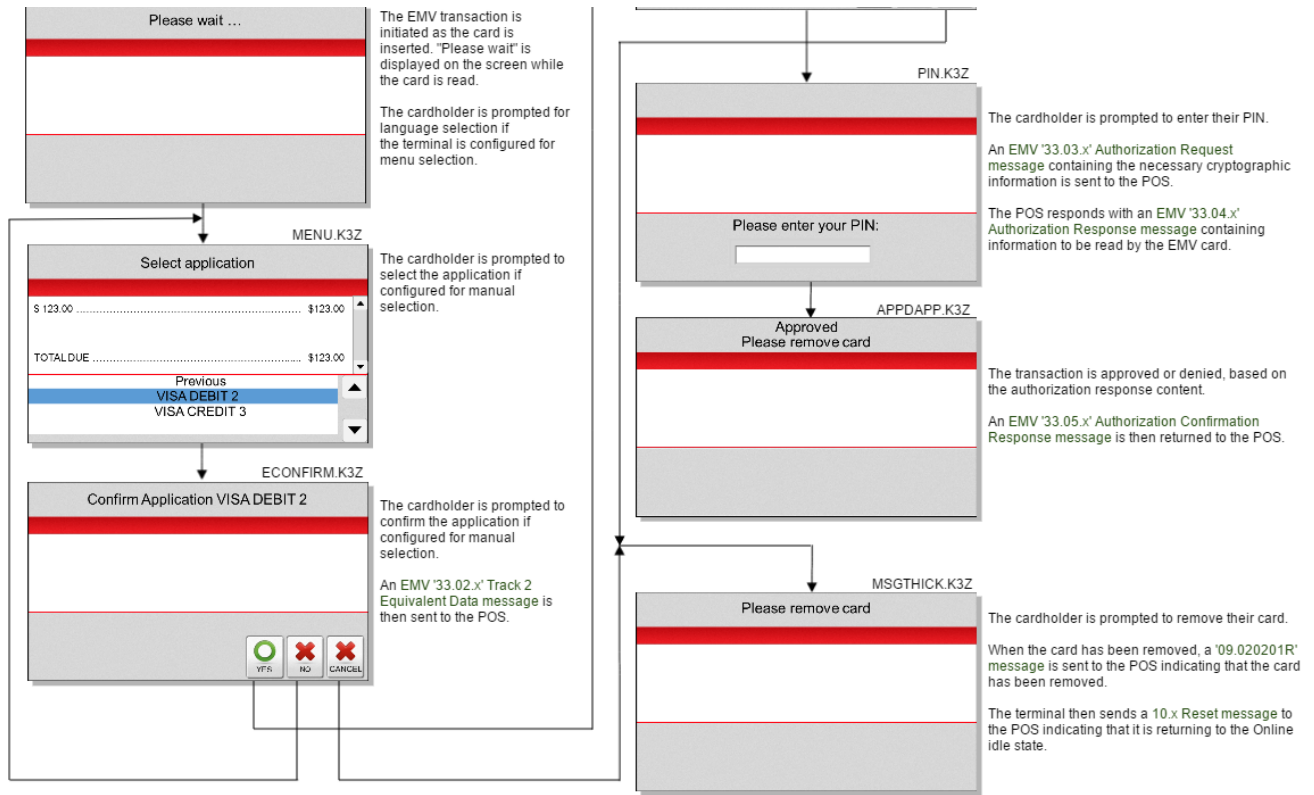 Please wait ...
The EMV transaction is
initiated as the card is
inserted. "Please wait" is
displayed on the screen while
the card is read.
The cardholder is prompted for
language selection if
the terminal is configured for
menu selection.
MENU.K3Z
Select application
S 123.00 ........................................................................ $123.00
TOTAL DUE .................................................................... $123.00
Previous
VISA DEBIT 2
VISA CREDIT 3
The cardholder is prompted to
select the application if
configured for manual
selection.
ECONFIRM.K3Z
Confirm Application VISA DEBIT 2
YES
NO
CANCEL
The cardholder is prompted to
confirm the application if
configured for manual
selection.
An EMV '33.02.x' Track 2
Equivalent Data message is
then sent to the POS.
PIN.K3Z
Please enter your PIN:
The cardholder is prompted to enter their PIN.
An EMV '33.03.x' Authorization Request
message containing the necessary cryptographic
information is sent to the POS.
The POS responds with an EMV '33.04.x'
Authorization Response message containing
information to be read by the EMV card.
APPDAPP.K3Z
Approved
Please remove card
The transaction is approved or denied, based on
the authorization response content.
An EMV '33.05.x' Authorization Confirmation
Response message is then returned to the POS.
MSGTHICK.K3Z
Please remove card
The cardholder is prompted to remove their card.
When the card has been removed, a '09.020201R'
message is sent to the POS indicating that the card
has been removed.
The terminal then sends a 10.x Reset message to
the POS indicating that it is returning to the Online
idle state.